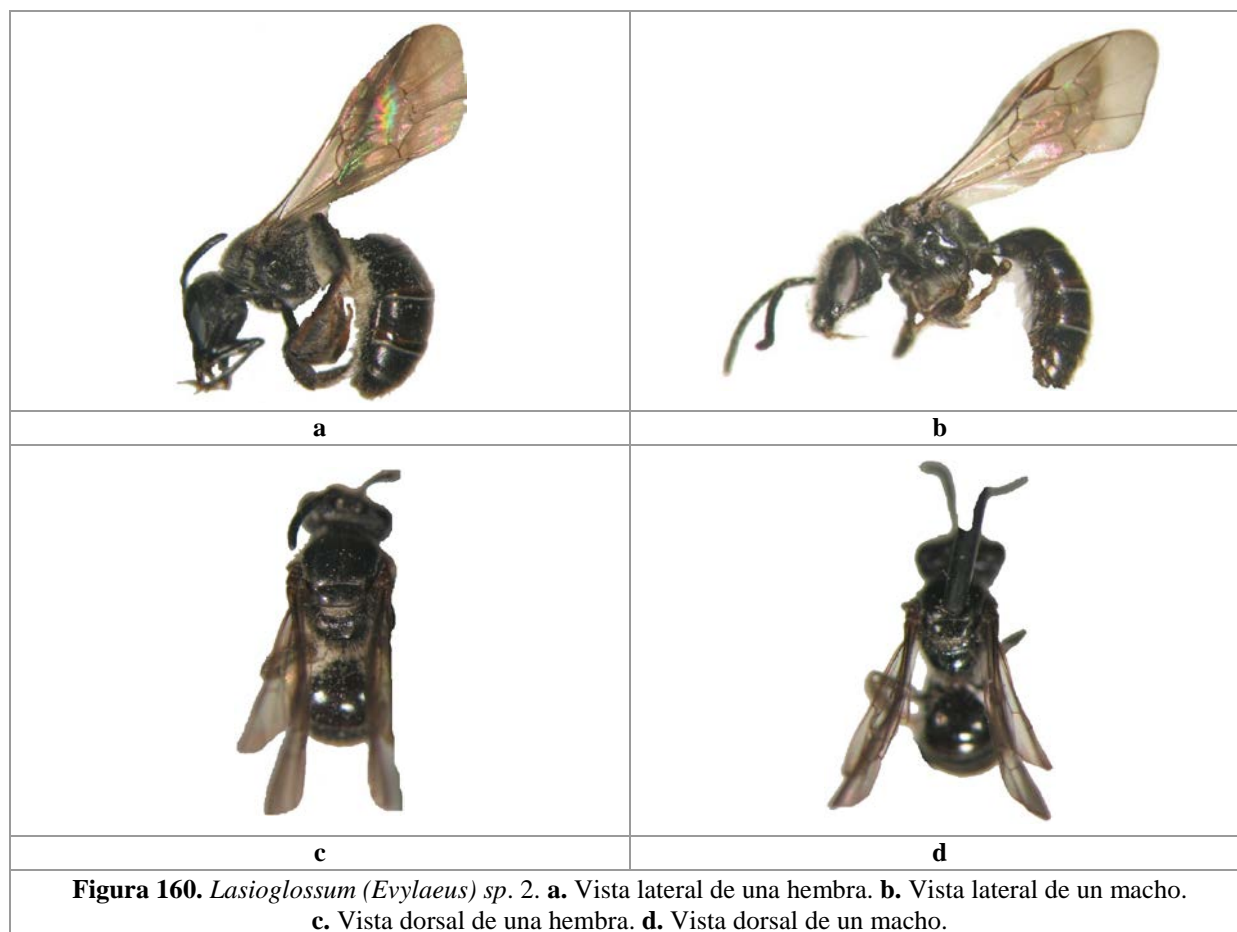 a
b
c
d
Figura 160. Lasioglossum (Evylaeus) sp. 2. a. Vista lateral de una hembra. b. Vista lateral de un macho.
c. Vista dorsal de una hembra. d. Vista dorsal de un macho.